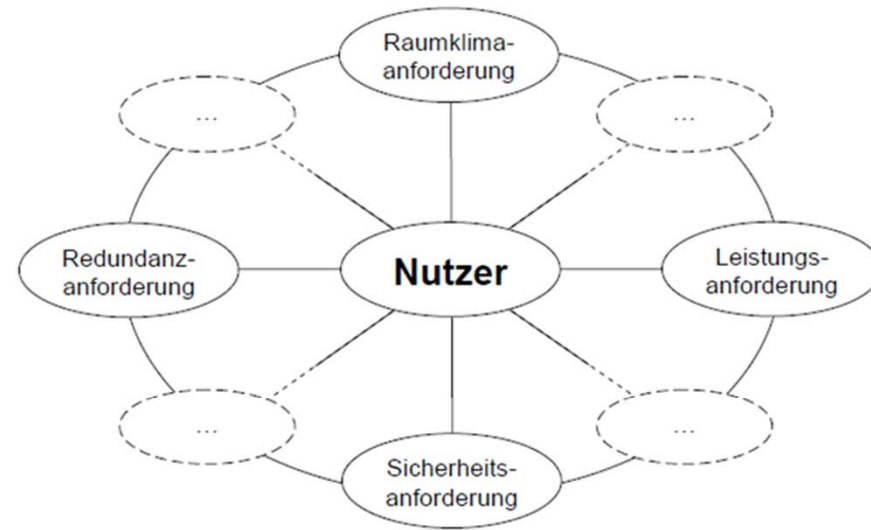 Raumklima-
anforderung
...
...
Redundanz-
anforderung
Nutzer
Leistungs-
anforderung
...
...
Sicherheits-
anforderung